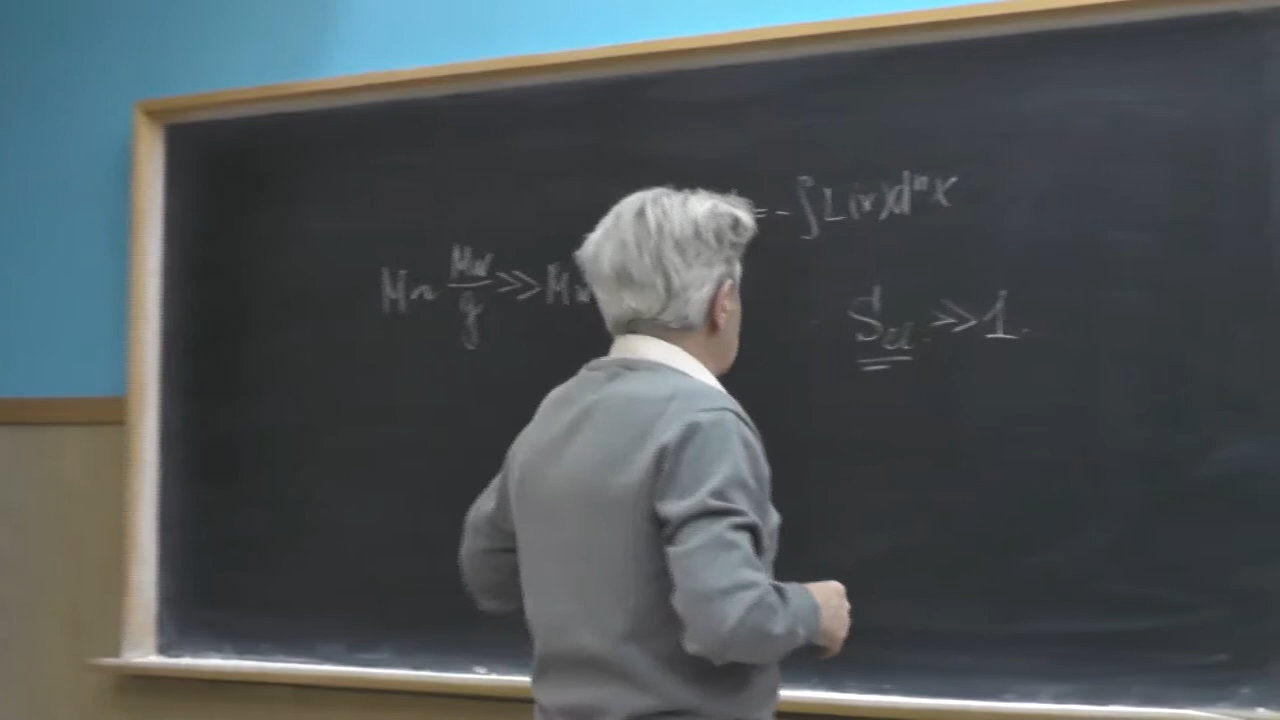 = - ∫ L(x) dⁿx
M ~ M_W / g ≫ M_W
S_cl ≫ 1.